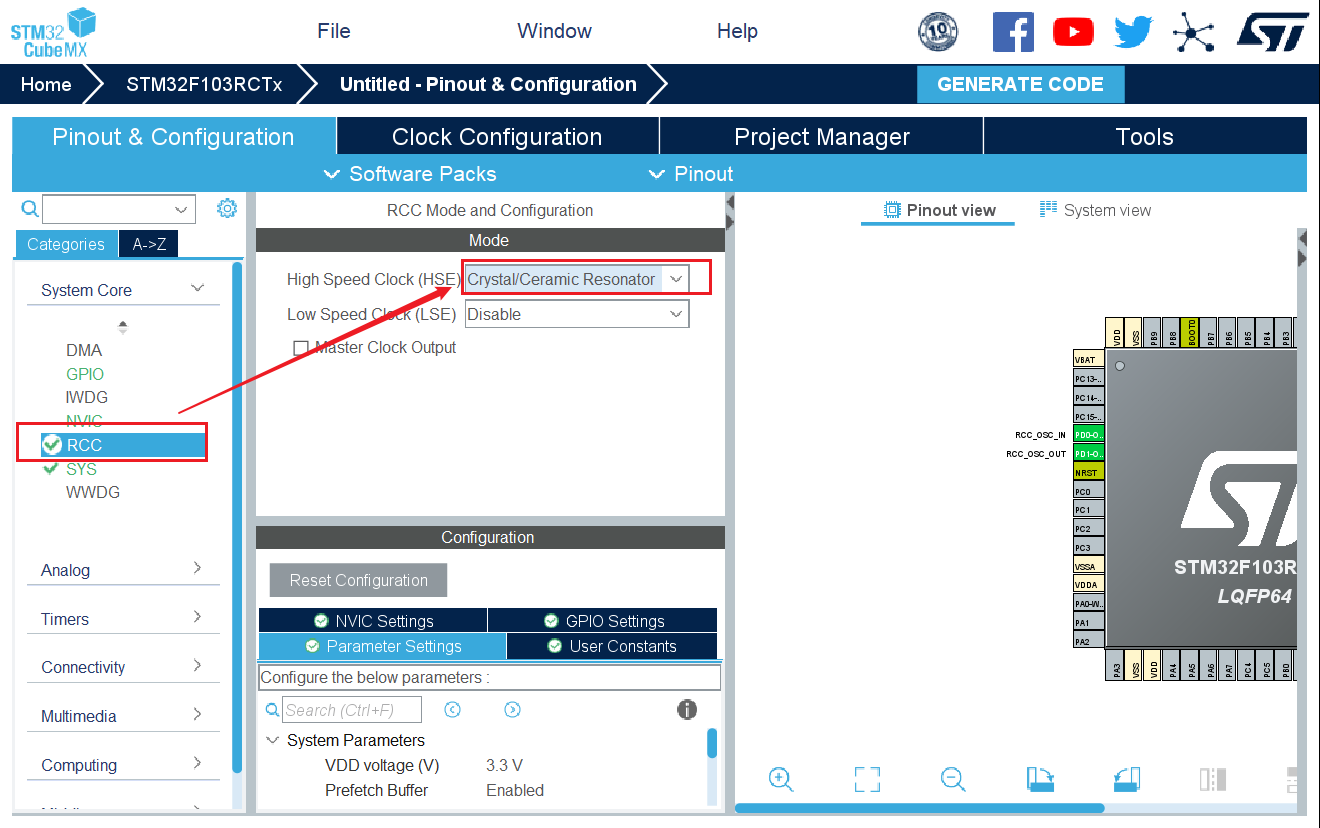 STM32
CubeMX
File
Window
Help
10
Home
STM32F103RCTx
Untitled - Pinout & Configuration
GENERATE CODE
Pinout & Configuration
Clock Configuration
Project Manager
Tools
Software Packs
Pinout
Categories
A->Z
System Core
DMA
GPIO
IWDG
NVIC
RCC
SYS
WWDG
Analog
Timers
Connectivity
Multimedia
Computing
RCC Mode and Configuration
Mode
High Speed Clock (HSE)
Crystal/Ceramic Resonator
Low Speed Clock (LSE)
Disable
Master Clock Output
Configuration
Reset Configuration
NVIC Settings
GPIO Settings
Parameter Settings
User Constants
Configure the below parameters :
Search (Ctrl+F)
System Parameters
VDD voltage (V)
3.3 V
Prefetch Buffer
Enabled
Pinout view
System view
VDD
VSS
PB9
PB8
BOOT0
PB7
PB6
PB5
PB4
PB3
VBAT
PC13-..
PC14-..
PC15-..
RCC_OSC_IN
PD0-O..
RCC_OSC_OUT
PD1-O..
NRST
PC0
PC1
PC2
PC3
VSSA
VDDA
PA0-W..
PA1
PA2
STM32F103R
LQFP64
PA3
VSS
VDD
PA4
PA5
PA6
PA7
PC4
PC5
PB0